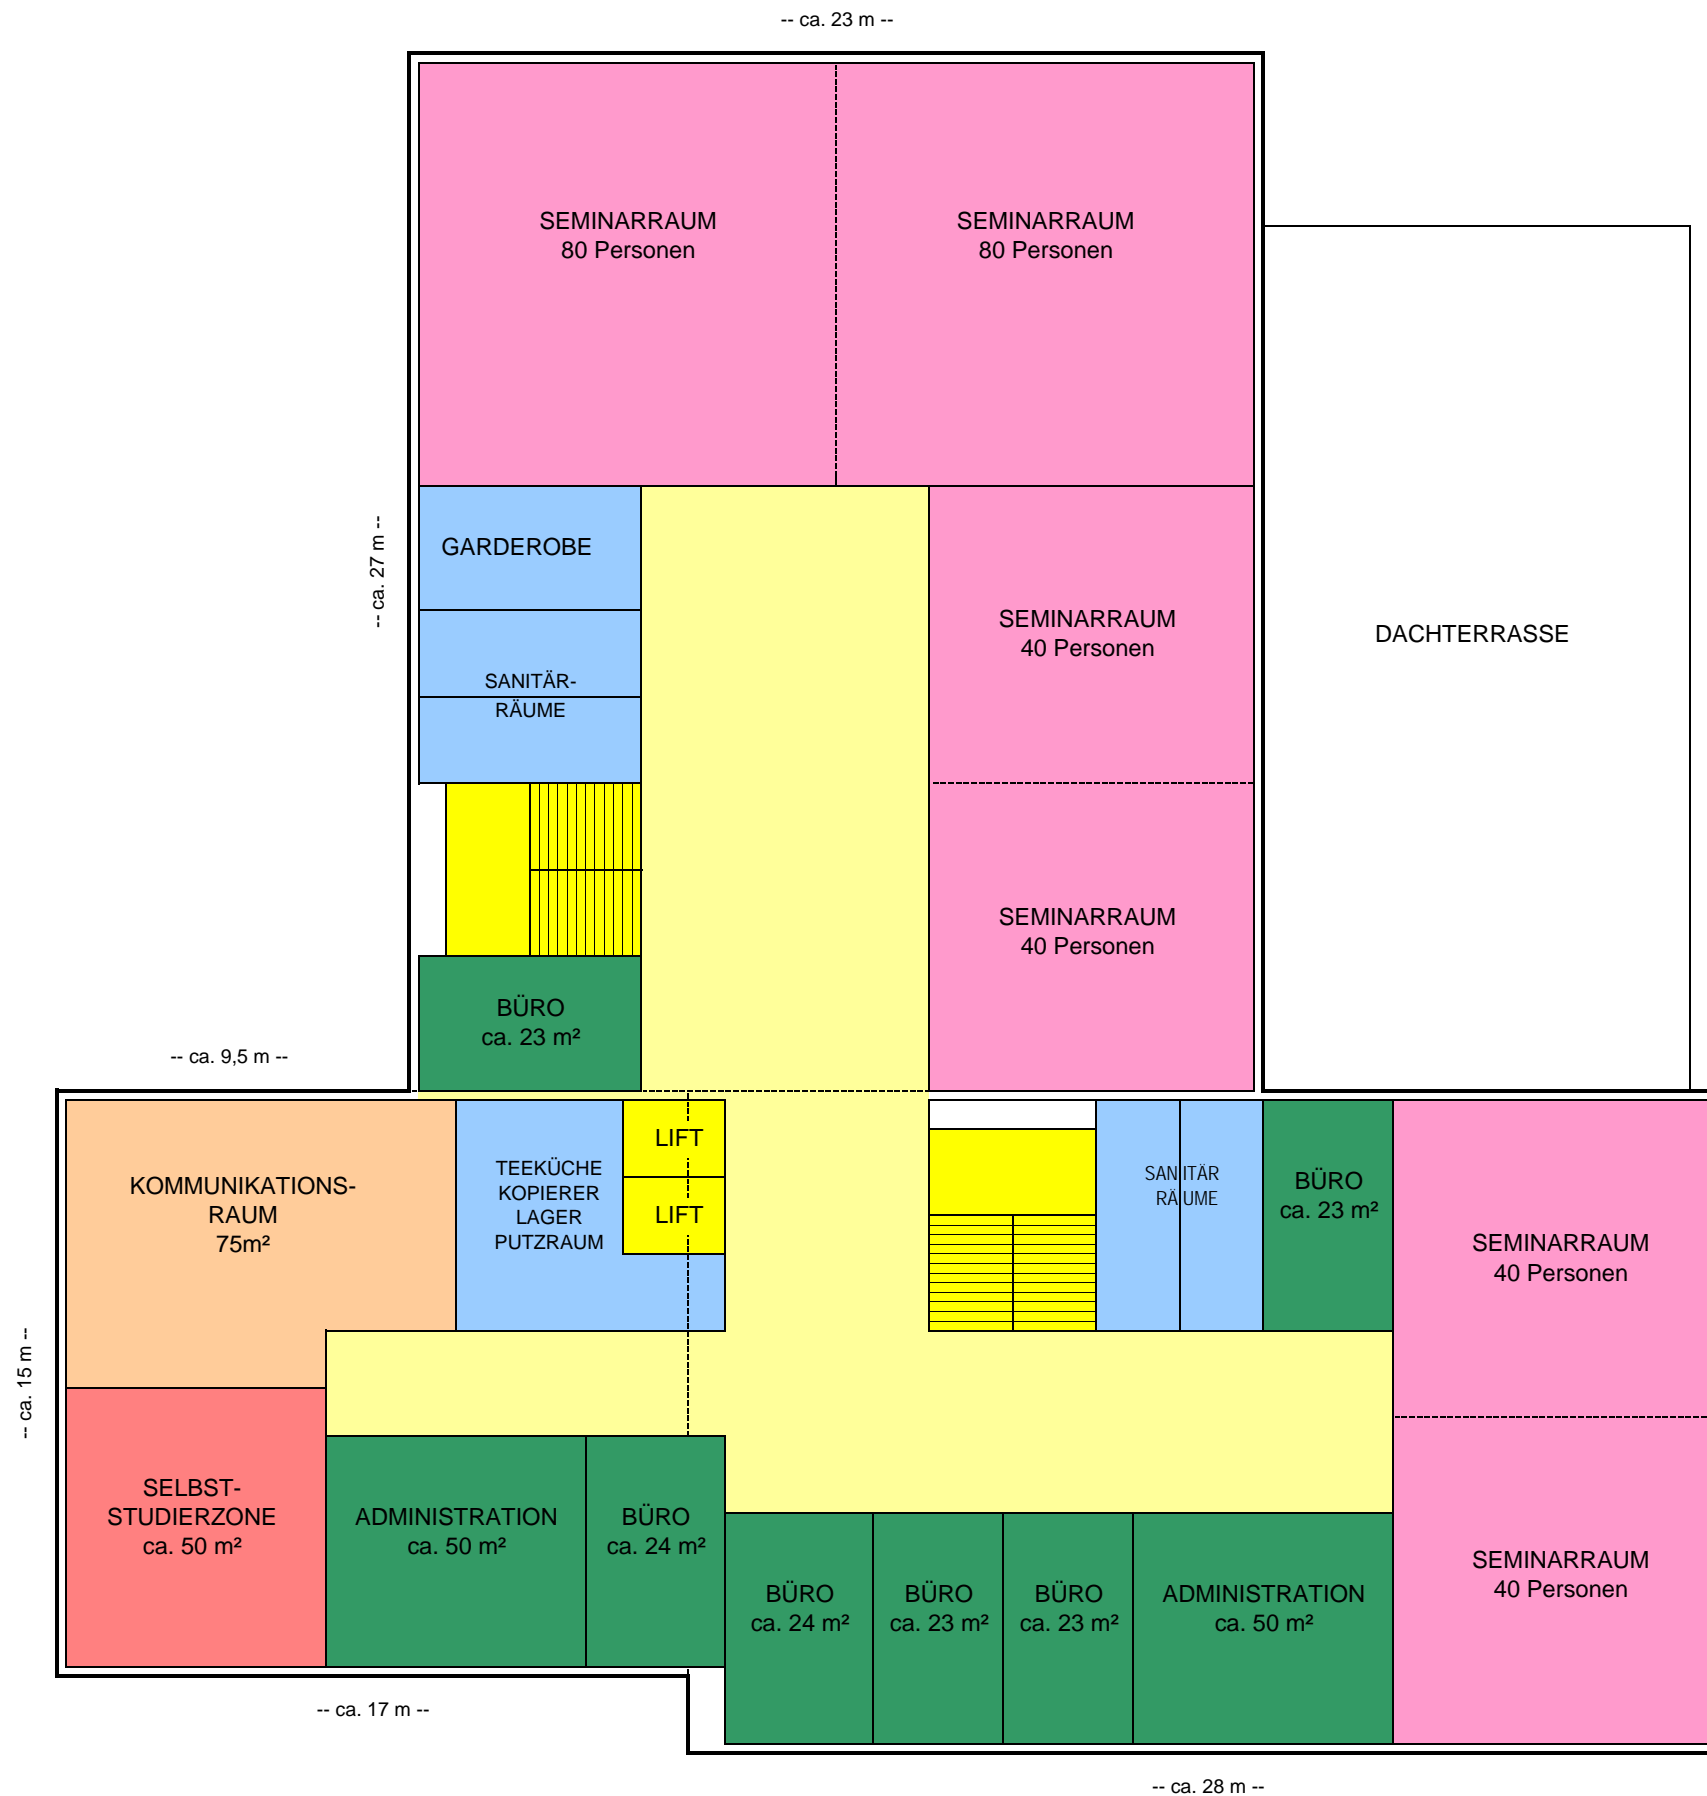 -- ca. 23 m --
SEMINARRAUM
80 Personen
SEMINARRAUM
80 Personen
-- ca. 27 m --
GARDEROBE
SANITÄR-
RÄUME
SEMINARRAUM
40 Personen
DACHTERRASSE
SEMINARRAUM
40 Personen
BÜRO
ca. 23 m²
-- ca. 9,5 m --
KOMMUNIKATIONS-
RAUM
75m²
TEEKÜCHE
KOPIERER
LAGER
PUTZRAUM
LIFT
LIFT
SANITÄR
RÄUME
BÜRO
ca. 23 m²
SEMINARRAUM
40 Personen
-- ca. 15 m --
SELBST-
STUDIERZONE
ca. 50 m²
ADMINISTRATION
ca. 50 m²
BÜRO
ca. 24 m²
BÜRO
ca. 24 m²
BÜRO
ca. 23 m²
BÜRO
ca. 23 m²
ADMINISTRATION
ca. 50 m²
SEMINARRAUM
40 Personen
-- ca. 17 m --
-- ca. 28 m --